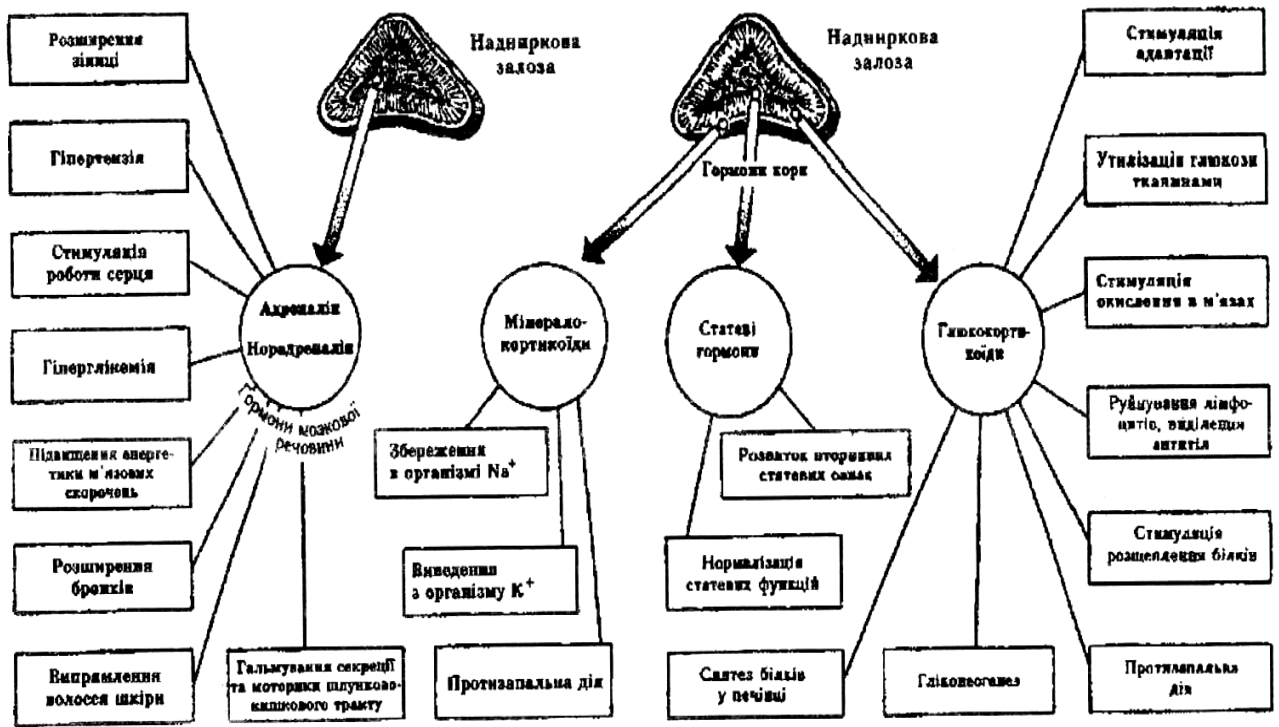 Розширення
зіниці
Гіпертензія
Стимуляція
роботи серця
Гіперглікемія
Підвищення енерге-
тики м'язових
скорочень
Розширення
бронхів
Випрямлення
волосся шкіри
Гальмування секреції
та моторики шлунково-
кишкового тракту
Надниркова
залоза
Адреналін
Норадреналін
Гормони мозкової
речовини
Надниркова
залоза
Гормони кори
Мінерало-
кортикоїди
Збереження
в організмі Na⁺
Виведення
з організму K⁺
Протизапальна дія
Статеві
гормони
Розвиток вторинних
статевих ознак
Нормалізація
статевих функцій
Глюкокорти-
коїди
Стимуляція
адаптації
Утилізація глюкози
тканинами
Стимуляція
окислення в м'язах
Руйнування лімфо-
цитів, виділення
антитіл
Стимуляція
розщеплення білків
Протизапальна
дія
Гліконеогенез
Синтез білків
у печінці